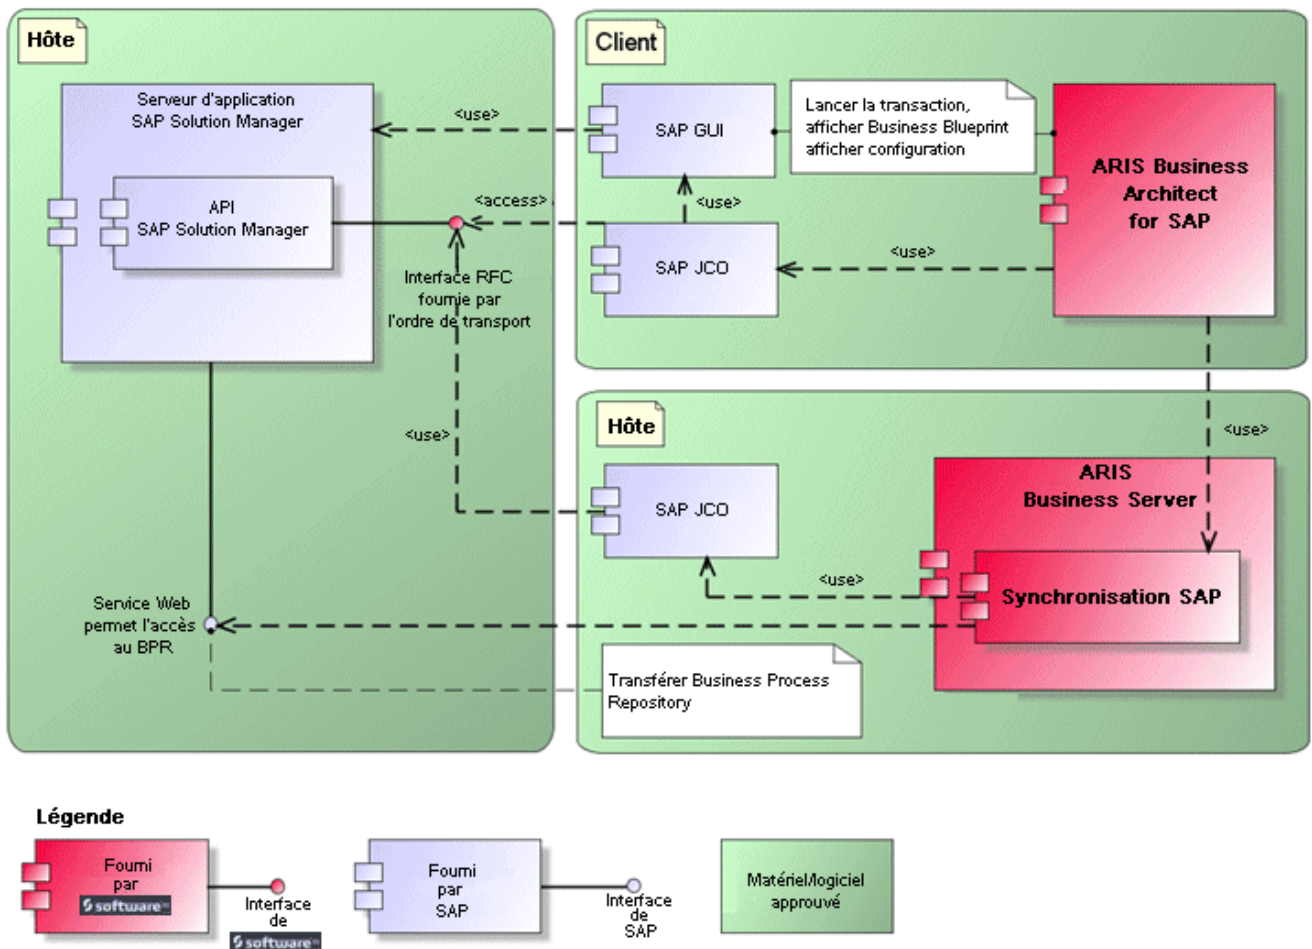 Hôte
Serveur d'application
SAP Solution Manager
API
SAP Solution Manager
Interface RFC
fournie par
l'ordre de transport
<use>
<access>
<use>
Service Web
permet l'accès
au BPR
Client
SAP GUI
Lancer la transaction,
afficher Business Blueprint
afficher configuration
ARIS Business
Architect
for SAP
<use>
SAP JCO
<use>
<use>
Hôte
SAP JCO
ARIS
Business Server
<use>
Synchronisation SAP
Transférer Business Process
Repository
Légende
Fourni
par
software
Interface
de
software
Fourni
par
SAP
Interface
de
SAP
Matériel/logiciel
approuvé